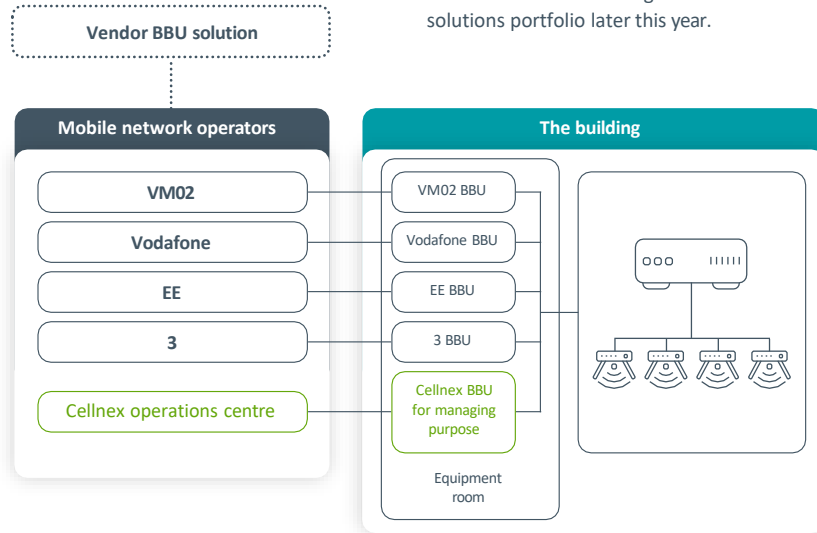 solutions portfolio later this year.
Vendor BBU solution
Mobile network operators
The building
VM02
VM02 BBU
Vodafone
Vodafone BBU
EE
EE BBU
3
3 BBU
Cellnex operations centre
Cellnex BBU
for managing
purpose
Equipment
room